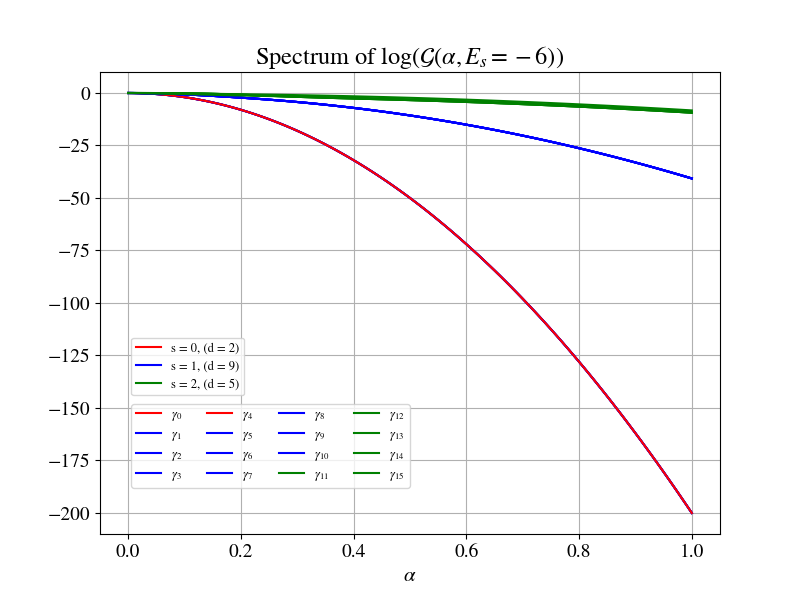 Spectrum of log(𝒢(α, E_s = −6))
0
−25
−50
−75
−100
−125
−150
−175
−200
s = 0, (d = 2)
s = 1, (d = 9)
s = 2, (d = 5)
γ₀ γ₄ γ₈ γ₁₂
γ₁ γ₅ γ₉ γ₁₃
γ₂ γ₆ γ₁₀ γ₁₄
γ₃ γ₇ γ₁₁ γ₁₅
0.0 0.2 0.4 0.6 0.8 1.0
α